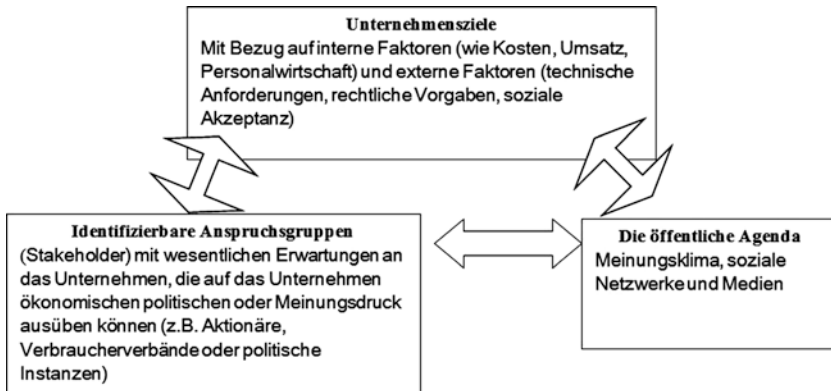 Unternehmensziele
Mit Bezug auf interne Faktoren (wie Kosten, Umsatz,
Personalwirtschaft) und externe Faktoren (technische
Anforderungen, rechtliche Vorgaben, soziale
Akzeptanz)
Identifizierbare Anspruchsgruppen
(Stakeholder) mit wesentlichen Erwartungen an
das Unternehmen, die auf das Unternehmen
ökonomischen politischen oder Meinungsdruck
ausüben können (z.B. Aktionäre,
Verbraucherverbände oder politische
Instanzen)
Die öffentliche Agenda
Meinungsklima, soziale
Netzwerke und Medien